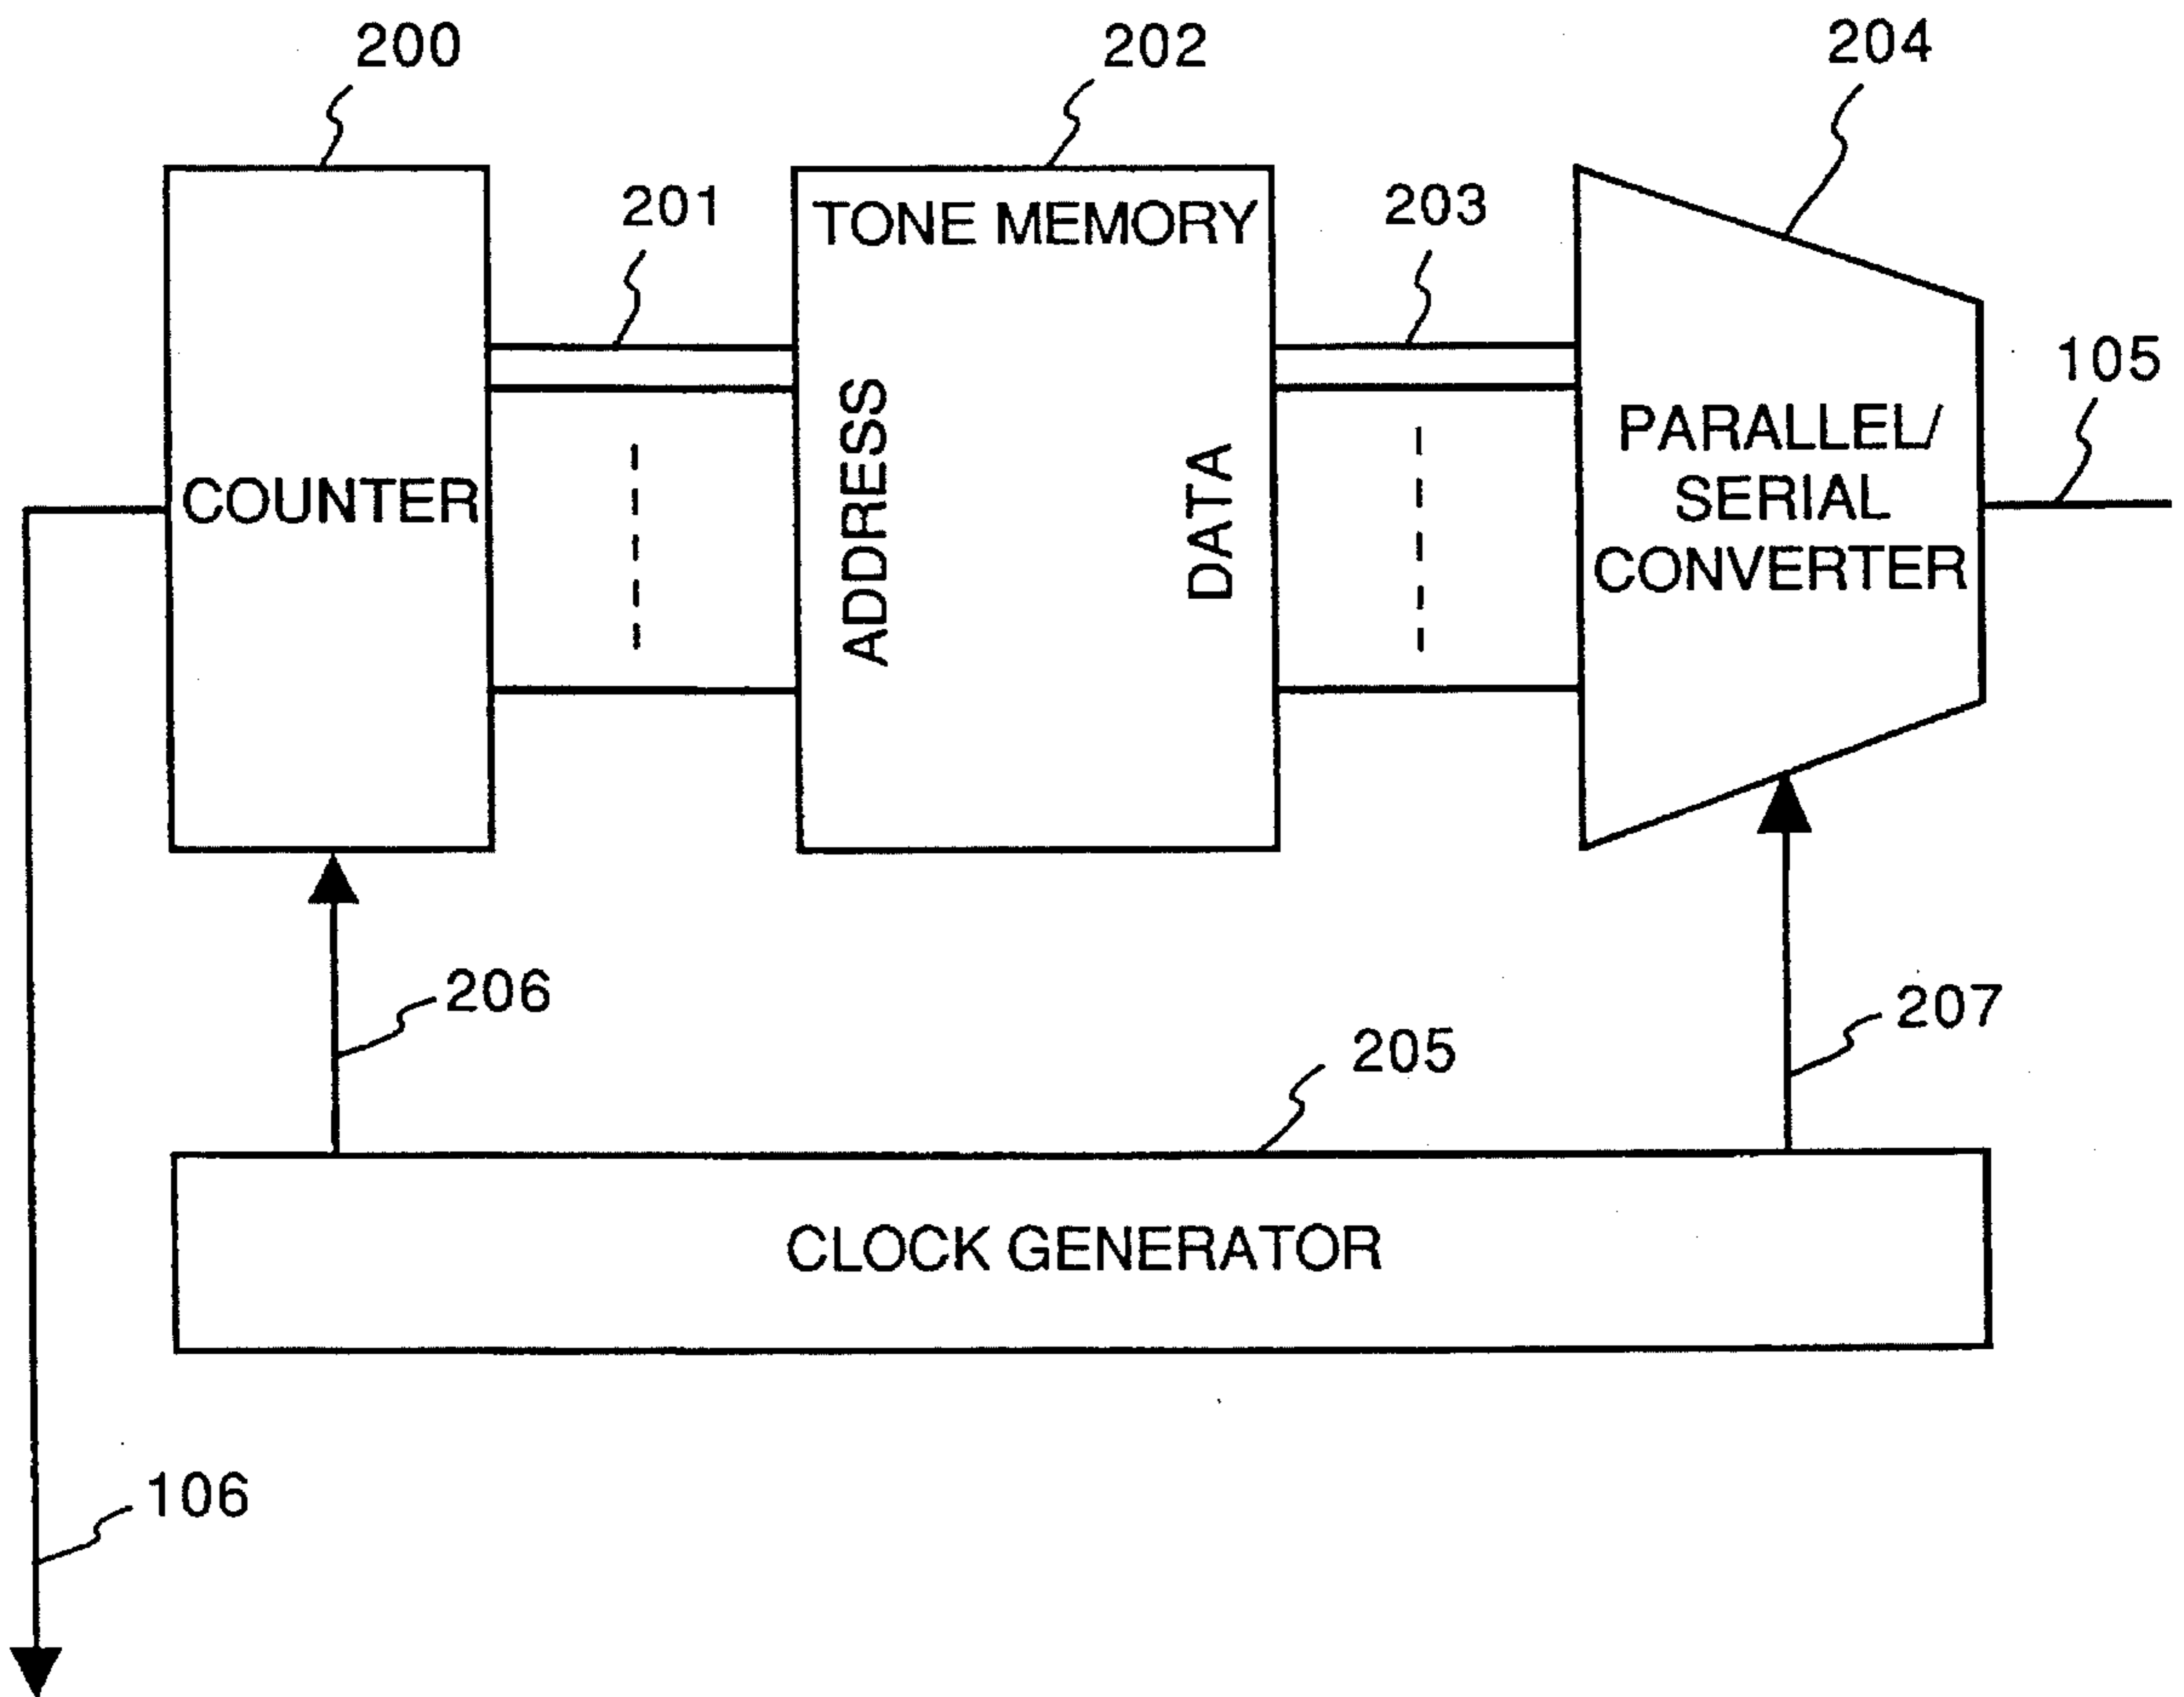 200
202
204
201
203
TONE MEMORY
105
COUNTER
ADDRESS
DATA
PARALLEL/
SERIAL
CONVERTER
206
207
205
CLOCK GENERATOR
106